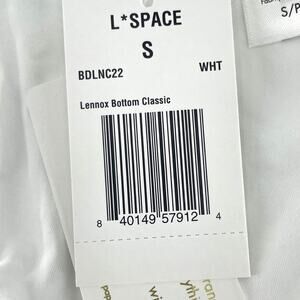 L*SPACE
S
BDLNC22 WHT
Lennox Bottom Classic
8 40149 57912 4
S/P